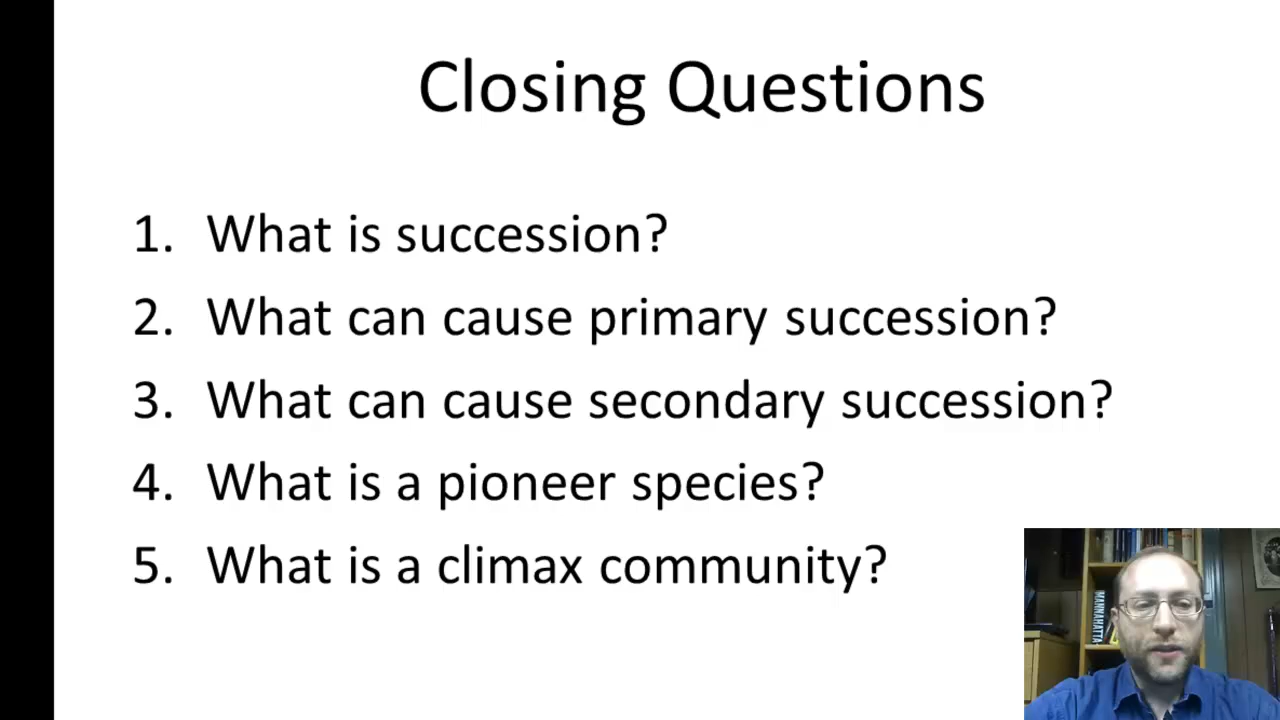 Closing Questions
1. What is succession?
2. What can cause primary succession?
3. What can cause secondary succession?
4. What is a pioneer species?
5. What is a climax community?
MANNAHATTA